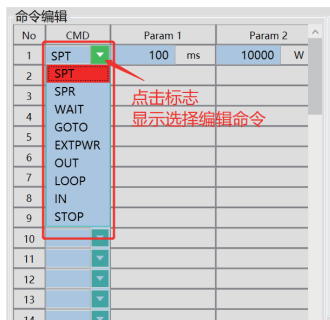 命令编辑
No CMD Param 1 Param 2
1 SPT 100 ms 10000 W
2 SPT
3 SPR
4 WAIT
5 GOTO
6 EXTPWR
7 OUT
8 LOOP
9 IN
STOP
点击标志
显示选择编辑命令
10
11
12
13
14